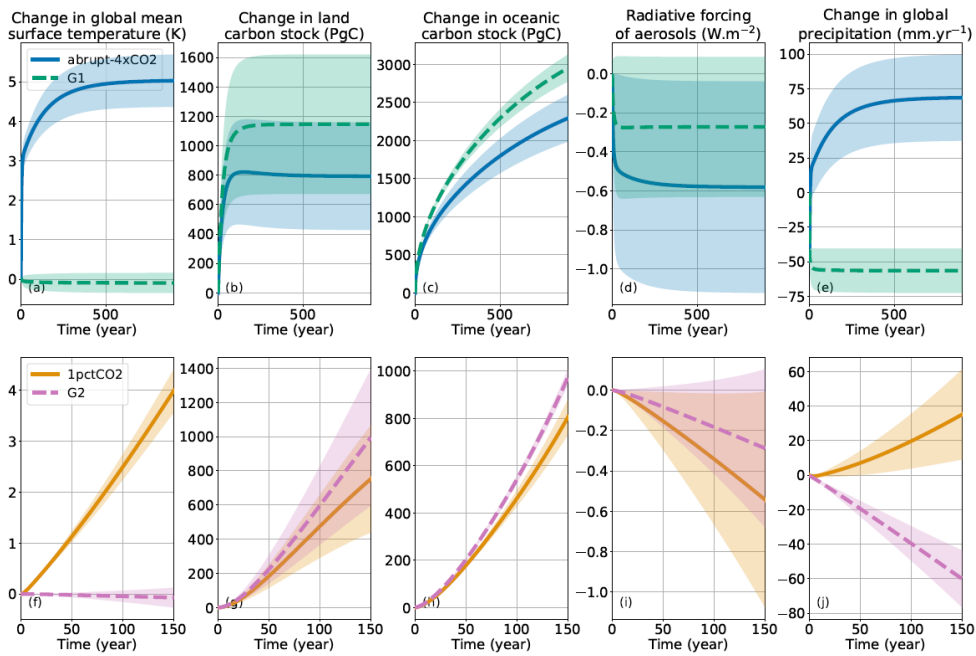 Change in global mean
surface temperature (K)
Change in land
carbon stock (PgC)
Change in oceanic
carbon stock (PgC)
Radiative forcing
of aerosols (W.m⁻²)
Change in global
precipitation (mm.yr⁻¹)
abrupt-4xCO2
G1
5
4
3
2
1
0
(a)
500
Time (year)
1600
1400
1200
1000
800
600
400
200
0
(b)
500
Time (year)
3000
2500
2000
1500
1000
500
0
(c)
500
Time (year)
0.0
−0.2
−0.4
−0.6
−0.8
−1.0
(d)
500
Time (year)
100
75
50
25
0
−25
−50
−75
(e)
500
Time (year)
1pctCO2
G2
4
3
2
1
0
(f)
0 50 100 150
Time (year)
1400
1200
1000
800
600
400
200
0
(g)
0 50 100 150
Time (year)
1000
800
600
400
200
0
(h)
0 50 100 150
Time (year)
0.0
−0.2
−0.4
−0.6
−0.8
−1.0
(i)
0 50 100 150
Time (year)
60
40
20
0
−20
−40
−60
−80
(j)
0 50 100 150
Time (year)